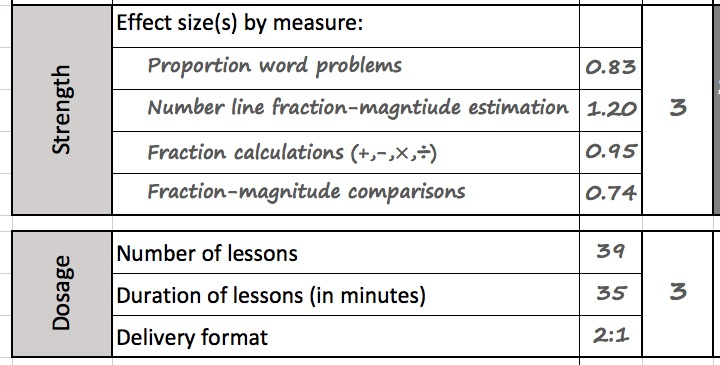 Strength
Effect size(s) by measure:
Proportion word problems 0.83
Number line fraction-magntiude estimation 1.20 3
Fraction calculations (+,-,×,÷) 0.95
Fraction-magnitude comparisons 0.74
Dosage
Number of lessons 39
Duration of lessons (in minutes) 35 3
Delivery format 2:1